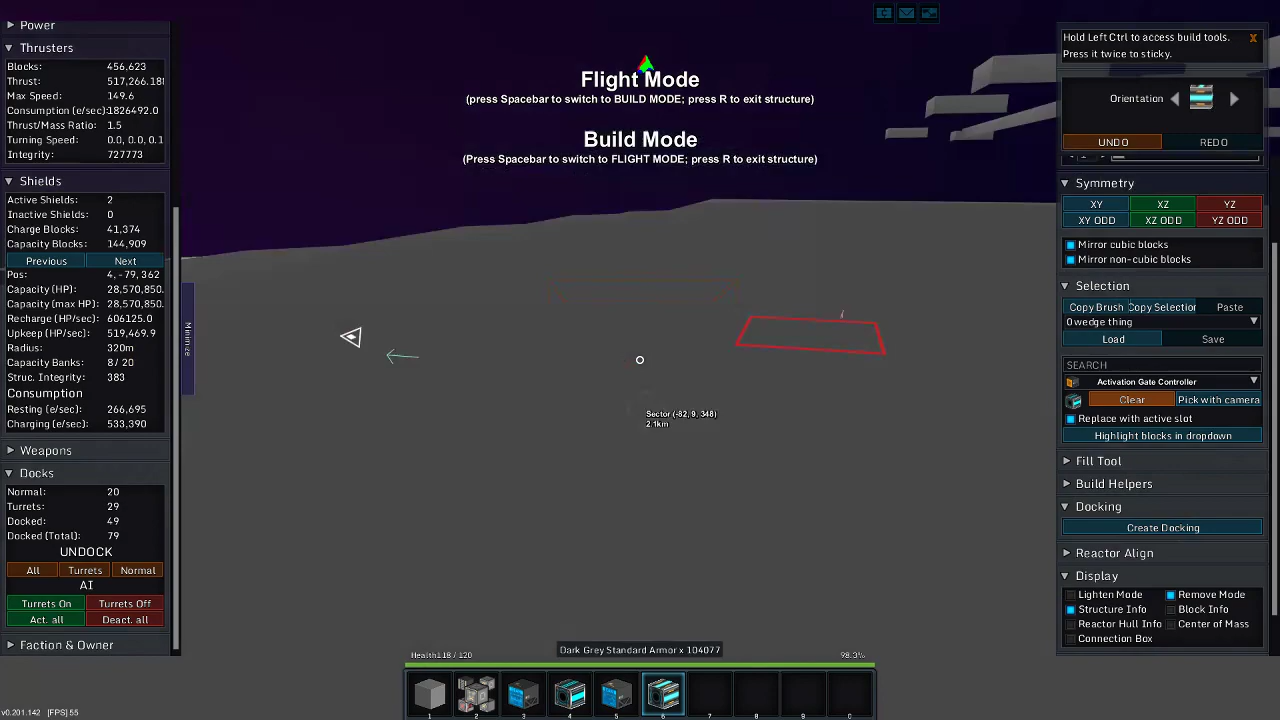 Power
Thrusters
Blocks: 456,623
Thrust: 517,266.18
Max Speed: 149.6
Consumption (e/sec):1826492.0
Thrust/Mass Ratio: 1.5
Turning Speed: 0.0, 0.0, 0.1
Integrity: 727773
Shields
Active Shields: 2
Inactive Shields: 0
Charge Blocks: 41,374
Capacity Blocks: 144,909
Previous Next
Pos: 4, -79, 362
Capacity (HP): 28,570,850.
Capacity (max HP): 28,570,850.
Recharge (HP/sec): 606125.0
Upkeep (HP/sec): 519,469.9
Radius: 320m
Capacity Banks: 8 / 20
Struc. Integrity: 383
Consumption
Resting (e/sec): 266,695
Charging (e/sec): 533,390
Weapons
Docks
Normal: 20
Turrets: 29
Docked: 49
Docked (Total): 79
UNDOCK
All Turrets Normal
AI
Turrets On Turrets Off
Act. all Deact. all
Faction & Owner
v0.201.142 [FPS] 55
Minimize
Flight Mode
(press Spacebar to switch to BUILD MODE; press R to exit structure)
Build Mode
(Press Spacebar to switch to FLIGHT MODE; press R to exit structure)
Sector (-82, 9, 348)
2.1km
Dark Grey Standard Armor x 104077
Health118 / 120 98.3%
1 2 3 4 5 6 7 8 9 0
Hold Left Ctrl to access build tools. X
Press it twice to sticky.
Orientation
UNDO REDO
Symmetry
XY XZ YZ
XY ODD XZ ODD YZ ODD
Mirror cubic blocks
Mirror non-cubic blocks
Selection
Copy Brush Copy Selection Paste
0wedge thing
Load Save
SEARCH
Activation Gate Controller
Clear Pick with camera
Replace with active slot
Highlight blocks in dropdown
Fill Tool
Build Helpers
Docking
Create Docking
Reactor Align
Display
Lighten Mode Remove Mode
Structure Info Block Info
Reactor Hull Info Center of Mass
Connection Box